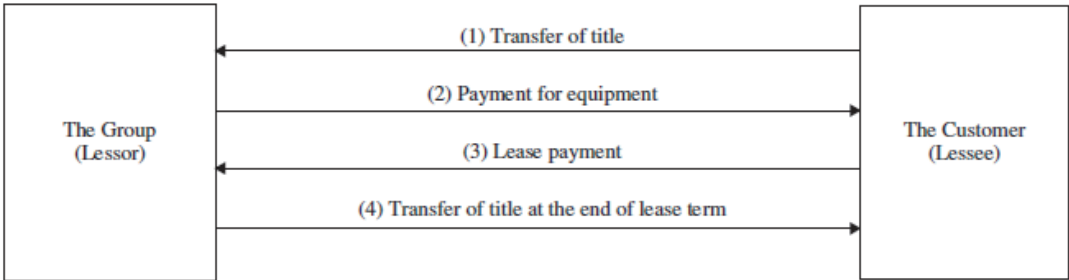 (1) Transfer of title
(2) Payment for equipment
The Group
(Lessor)
The Customer
(Lessee)
(3) Lease payment
(4) Transfer of title at the end of lease term